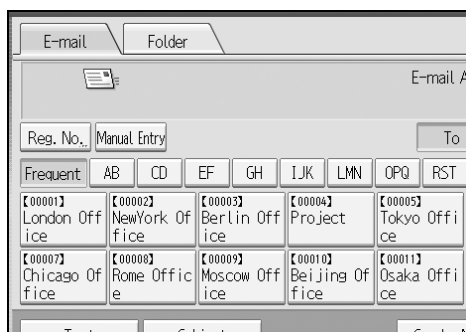 E-mail Folder
E-mail A
Reg. No. Manual Entry To
Frequent AB CD EF GH IJK LMN OPQ RST
【00001】 【00002】 【00003】 【00004】 【00005】
London Off NewYork Of Berlin Off Project Tokyo Offi
ice ffice ice ce
【00007】 【00008】 【00009】 【00010】 【00011】
Chicago Of Rome Offic Moscow Off Beijing Of Osaka Offi
fice e ice fice ce